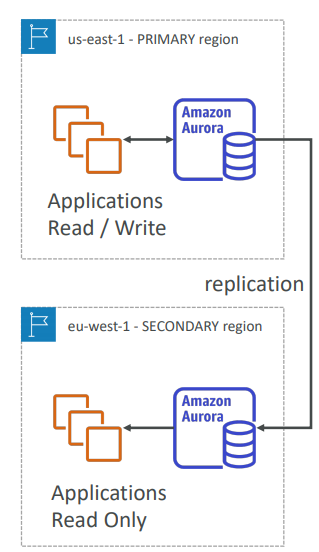 us-east-1 - PRIMARY region
Amazon
Aurora
Applications
Read / Write
replication
eu-west-1 - SECONDARY region
Amazon
Aurora
Applications
Read Only